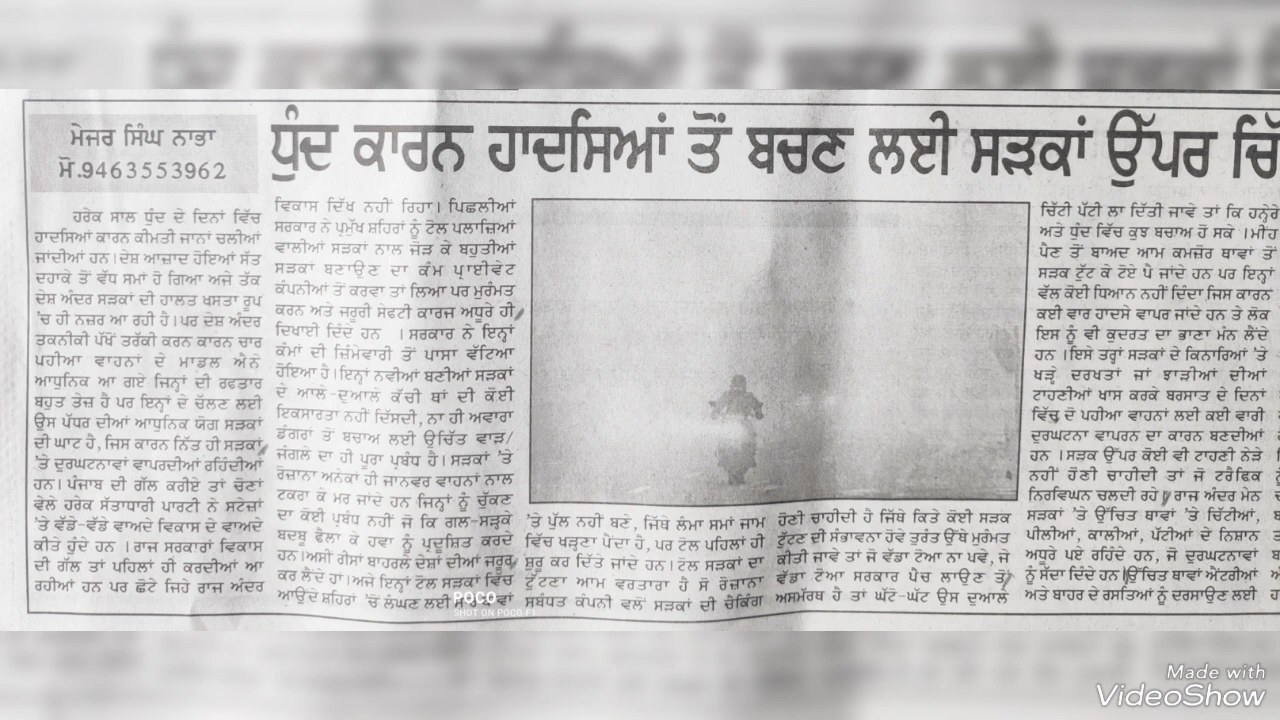 ਮੇਜਰ ਸਿੰਘ ਨਾਭਾ
ਮੋ.9463553962
ਧੁੰਦ ਕਾਰਨ ਹਾਦਸਿਆਂ ਤੋਂ ਬਚਣ ਲਈ ਸੜਕਾਂ ਉੱਪਰ
ਹਰੇਕ ਸਾਲ ਧੁੰਦ ਦੇ ਦਿਨਾਂ ਵਿੱਚ
ਹਾਦਸਿਆਂ ਕਾਰਨ ਕੀਮਤੀ ਜਾਨਾਂ ਚਲੀਆਂ
ਜਾਂਦੀਆਂ ਹਨ।ਦੇਸ਼ ਆਜ਼ਾਦ ਹੋਇਆਂ ਸੱਤ
ਦਹਾਕੇ ਤੋਂ ਵੱਧ ਸਮਾਂ ਹੋ ਗਿਆ ਅਜੇ ਤੱਕ
ਦੇਸ਼ ਅੰਦਰ ਸੜਕਾਂ ਦੀ ਹਾਲਤ ਖਸਤਾ ਰੂਪ
'ਚ ਹੀ ਨਜ਼ਰ ਆ ਰਹੀ ਹੈ।ਪਰ ਦੇਸ਼ ਅੰਦਰ
ਤਕਨੀਕੀ ਪੱਖੋਂ ਤਰੱਕੀ ਕਰਨ ਕਾਰਨ ਚਾਰ
ਪਹੀਆ ਵਾਹਨਾਂ ਦੇ ਮਾਡਲ ਐਨੇ
ਆਧੁਨਿਕ ਆ ਗਏ ਜਿਨ੍ਹਾਂ ਦੀ ਰਫਤਾਰ
ਬਹੁਤ ਤੇਜ਼ ਹੈ ਪਰ ਇਨ੍ਹਾਂ ਦੇ ਚੱਲਣ ਲਈ
ਉਸ ਪੱਧਰ ਦੀਆਂ ਆਧੁਨਿਕ ਯੋਗ ਸੜਕਾਂ
ਦੀ ਘਾਟ ਹੈ,ਜਿਸ ਕਾਰਨ ਨਿੱਤ ਹੀ ਸੜਕਾਂ
'ਤੇ ਦੁਰਘਟਨਾਵਾਂ ਵਾਪਰਦੀਆਂ ਰਹਿੰਦੀਆਂ
ਹਨ। ਪੰਜਾਬ ਦੀ ਗੱਲ ਕਰੀਏ ਤਾਂ ਚੋਣਾਂ
ਵੇਲੇ ਹਰੇਕ ਸੱਤਾਧਾਰੀ ਪਾਰਟੀ ਨੇ ਸਟੇਜ਼ਾਂ
'ਤੇ ਵੱਡੇ-ਵੱਡੇ ਵਾਅਦੇ ਵਿਕਾਸ ਦੇ ਵਾਅਦੇ
ਕੀਤੇ ਹੁੰਦੇ ਹਨ । ਰਾਜ ਸਰਕਾਰਾਂ ਵਿਕਾਸ
ਦੀ ਗੱਲ ਤਾਂ ਪਹਿਲਾਂ ਹੀ ਕਰਦੀਆਂ ਆ
ਰਹੀਆਂ ਹਨ ਪਰ ਛੋਟੇ ਜਿਹੇ ਰਾਜ ਅੰਦਰ
ਵਿਕਾਸ ਦਿੱਖ ਨਹੀਂ ਰਿਹਾ। ਪਿਛਲੀਆਂ
ਸਰਕਾਰ ਨੇ ਪ੍ਰਮੁੱਖ ਸ਼ਹਿਰਾਂ ਨੂੰ ਟੋਲ ਪਲਾਜ਼ਿਆ
ਵਾਲੀਆਂ ਸੜਕਾਂ ਨਾਲ ਜੋੜ ਕੇ ਬਹੁਤੀਆਂ
ਸੜਕਾਂ ਬਣਾਉਣ ਦਾ ਕੰਮ ਪ੍ਰਾਈਵੇਟ
ਕੰਪਨੀਆਂ ਤੋਂ ਕਰਵਾ ਤਾਂ ਲਿਆ ਪਰ ਮੁਰੰਮਤ
ਕਰਨ ਅਤੇ ਜਰੂਰੀ ਸੇਫਟੀ ਕਾਰਜ ਅਧੂਰੇ ਹੀ
ਦਿਖਾਈ ਦਿੰਦੇ ਹਨ । ਸਰਕਾਰ ਨੇ ਇਨ੍ਹਾਂ
ਕੰਮਾਂ ਦੀ ਜ਼ਿੰਮੇਵਾਰੀ ਤੋਂ ਪਾਸਾ ਵੱਟਿਆ
ਹੋਇਆ ਹੈ।ਇਨ੍ਹਾਂ ਨਵੀਆਂ ਬਣੀਆਂ ਸੜਕਾਂ
ਦੇ ਆਲੇ-ਦੁਆਲੇ ਕੱਚੀ ਥਾਂ ਦੀ ਕੋਈ
ਇਕਸਾਰਤਾ ਨਹੀਂ ਦਿੱਸਦੀ, ਨਾ ਹੀ ਅਵਾਰਾ
ਡੰਗਰਾਂ ਤੋਂ ਬਚਾਅ ਲਈ ਉਚਿੱਤ ਵਾੜ/
ਜੰਗਲੇ ਦਾ ਹੀ ਪੂਰਾ ਪ੍ਰਬੰਧ ਹੈ। ਸੜਕਾਂ 'ਤੇ
ਰੋਜ਼ਾਨਾ ਅਨੇਕਾਂ ਹੀ ਜਾਨਵਰ ਵਾਹਨਾਂ ਨਾਲ
ਟਕਰਾ ਕੇ ਮਰ ਜਾਂਦੇ ਹਨ ਜਿਨ੍ਹਾਂ ਨੂੰ ਚੁੱਕਣ
ਦਾ ਕੋਈ ਪ੍ਰਬੰਧ ਨਹੀਂ ਜੋ ਕਿ ਗਲ-ਸੜਕੇ
ਬਦਬੂ ਫੈਲਾ ਕੇ ਹਵਾ ਨੂੰ ਪ੍ਰਦੂਸ਼ਿਤ ਕਰਦੇ
ਹਨ।ਅਸੀਂ ਰੀਸਾਂ ਬਾਹਰਲੇ ਦੇਸ਼ਾਂ ਦੀਆਂ ਜਰੂਰ
ਕਰ ਲੈਂਦੇ ਹਾਂ।ਅਜੇ ਇਨ੍ਹਾਂ ਟੋਲ ਸੜਕਾਂ ਵਿੱਚ
ਆਉਂਦੇ ਸ਼ਹਿਰਾਂ 'ਚੋਂ ਲੰਘਣ ਲਈ
'ਤੇ ਪੁੱਲ ਨਹੀਂ ਬਣੇ, ਜਿੱਥੇ ਲੰਮਾ ਸਮਾਂ ਜਾਮ
ਵਿੱਚ ਖੜ੍ਹਣਾ ਪੈਂਦਾ ਹੈ, ਪਰ ਟੋਲ ਪਹਿਲਾਂ ਹੀ
ਸ਼ੁਰੂ ਕਰ ਦਿੱਤੇ ਜਾਂਦੇ ਹਨ। ਟੋਲ ਸੜਕਾਂ ਦਾ
ਟੁੱਟਣਾ ਆਮ ਵਰਤਾਰਾ ਹੈ ਸੋ ਰੋਜ਼ਾਨਾ
ਸਬੰਧਤ ਕੰਪਨੀ ਵਲੋਂ ਸੜਕਾਂ ਦੀ ਚੈਕਿੰਗ
ਹੋਣੀ ਚਾਹੀਦੀ ਹੈ ਜਿੱਥੇ ਕਿਤੇ ਕੋਈ ਸੜਕ
ਟੁੱਟਣ ਦੀ ਸੰਭਾਵਨਾ ਹੋਵੇ ਤੁਰੰਤ ਉੱਥੇ ਮੁਰੰਮਤ
ਕੀਤੀ ਜਾਵੇ ਤਾਂ ਜੋ ਵੱਡਾ ਟੋਆ ਨਾ ਪਵੇ, ਜੇ
ਵੱਡਾ ਟੋਆ ਸਰਕਾਰ ਪੈਚ ਲਾਉਣ ਤੋਂ
ਅਸਮੱਰਥ ਹੈ ਤਾਂ ਘੱਟੋ-ਘੱਟ ਉਸ ਦੁਆਲੇ
ਚਿੱਟੀ ਪੱਟੀ ਲਾ ਦਿੱਤੀ ਜਾਵੇ ਤਾਂ ਕਿ ਹਨ੍ਹੇਰੇ
ਅਤੇ ਧੁੰਦ ਵਿੱਚ ਕੁਝ ਬਚਾਅ ਹੋ ਸਕੇ ।ਮੀਂਹ
ਪੈਣ ਤੋਂ ਬਾਅਦ ਆਮ ਕਮਜ਼ੋਰ ਥਾਵਾਂ ਤੋਂ
ਸੜਕ ਟੁੱਟ ਕੇ ਟੋਏ ਪੈ ਜਾਂਦੇ ਹਨ ਪਰ ਇਨ੍ਹਾਂ
ਵੱਲ ਕੋਈ ਧਿਆਨ ਨਹੀਂ ਦਿੰਦਾ ਜਿਸ ਕਾਰਨ
ਕਈ ਵਾਰ ਹਾਦਸੇ ਵਾਪਰ ਜਾਂਦੇ ਹਨ ਤੇ ਲੋਕ
ਇਸ ਨੂੰ ਵੀ ਕੁਦਰਤ ਦਾ ਭਾਣਾ ਮੰਨ ਲੈਂਦੇ
ਹਨ ।ਇਸੇ ਤਰ੍ਹਾਂ ਸੜਕਾਂ ਦੇ ਕਿਨਾਰਿਆਂ 'ਤੇ
ਖੜ੍ਹੇ ਦਰਖਤਾਂ ਜਾਂ ਝਾੜੀਆਂ ਦੀਆਂ
ਟਾਹਣੀਆਂ ਖਾਸ ਕਰਕੇ ਬਰਸਾਤ ਦੇ ਦਿਨਾਂ
ਵਿੱਚ ਦੋ ਪਹੀਆ ਵਾਹਨਾਂ ਲਈ ਕਈ ਵਾਰੀ
ਦੁਰਘਟਨਾ ਵਾਪਰਨ ਦਾ ਕਾਰਨ ਬਣਦੀਆਂ
ਹਨ । ਸੜਕ ਉੱਪਰ ਕੋਈ ਵੀ ਟਾਹਣੀ ਨੇੜੇ
ਨਹੀਂ ਹੋਣੀ ਚਾਹੀਦੀ ਤਾਂ ਜੋ ਟਰੈਫਿਕ
ਨਿਰਵਿਘਨ ਚਲਦੀ ਰਹੇ। ਰਾਜ ਅੰਦਰ ਮੇਨ
ਸੜਕਾਂ 'ਤੇ ਉੱਚਿਤ ਥਾਵਾਂ 'ਤੇ ਚਿੱਟੀਆਂ,
ਪੀਲੀਆਂ, ਕਾਲੀਆਂ, ਪੱਟੀਆਂ ਦੇ ਨਿਸ਼ਾਨ
ਅਧੂਰੇ ਪਏ ਰਹਿੰਦੇ ਹਨ, ਜੋ ਦੁਰਘਟਨਾਵਾਂ
ਨੂੰ ਸੱਦਾ ਦਿੰਦੇ ਹਨ।ਉੱਚਿਤ ਥਾਵਾਂ ਐਂਟਰੀਆਂ
ਅਤੇ ਬਾਹਰ ਦੇ ਰਸਤਿਆਂ ਨੂੰ ਦਰਸਾਉਣ ਲਈ
POCO
SHOT ON POCO F1
Made with
VideoShow